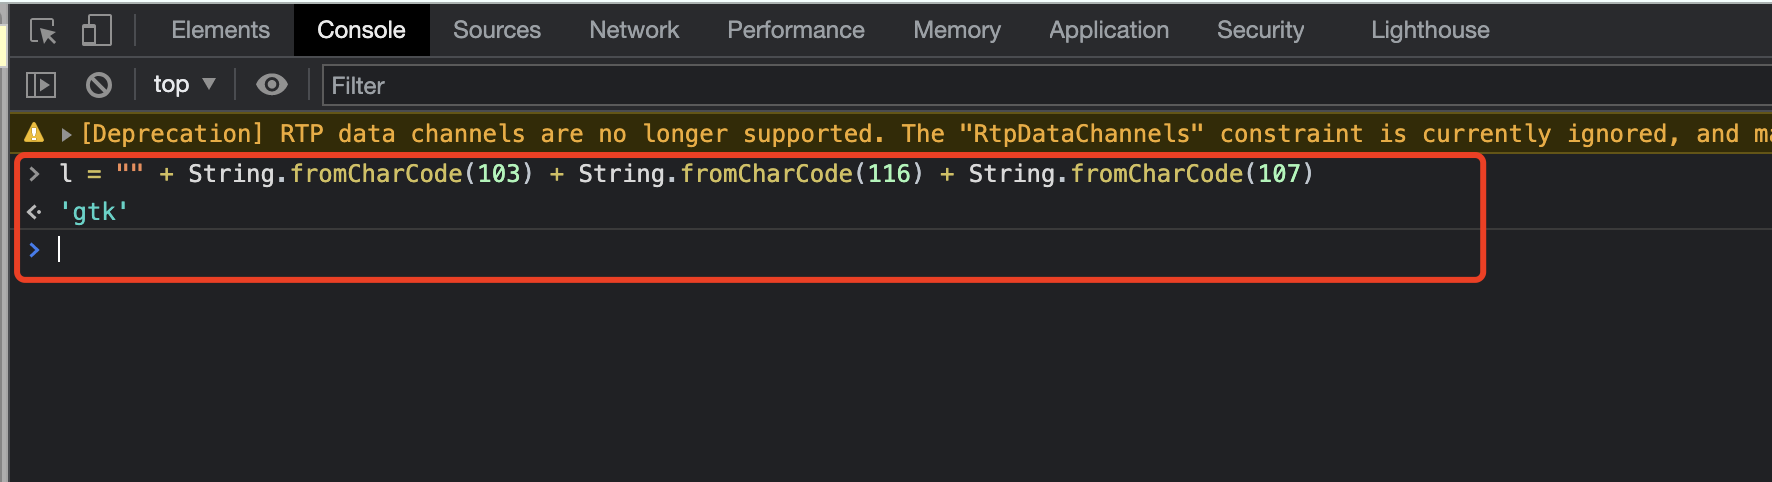 Elements Console Sources Network Performance Memory Application Security Lighthouse
top Filter
[Deprecation] RTP data channels are no longer supported. The "RtpDataChannels" constraint is currently ignored, and ma
> l = "" + String.fromCharCode(103) + String.fromCharCode(116) + String.fromCharCode(107)
'gtk'
>